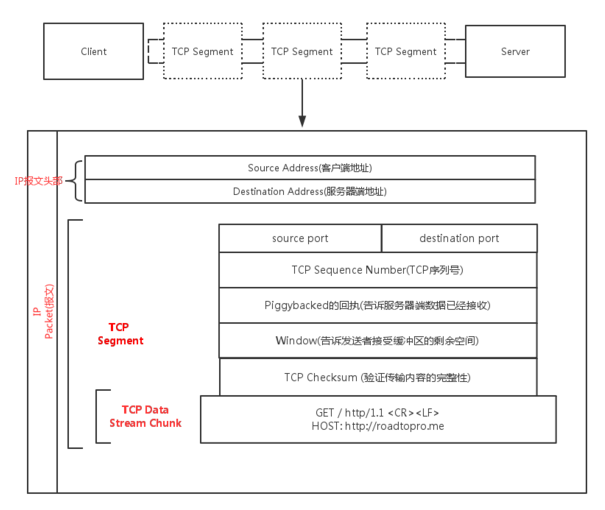 Client
TCP Segment
TCP Segment
TCP Segment
Server
IP报文头部
Source Address(客户端地址)
Destination Address(服务器端地址)
IP
Packet(报文)
source port
destination port
TCP Sequence Number(TCP序列号)
Piggybacked的回执(告诉服务器端数据已经接收)
TCP
Segment
Window(告诉发送者接受缓冲区的剩余空间)
TCP Checksum (验证传输内容的完整性)
TCP Data
Stream Chunk
GET / http/1.1 <CR><LF>
HOST: http://roadtopro.me